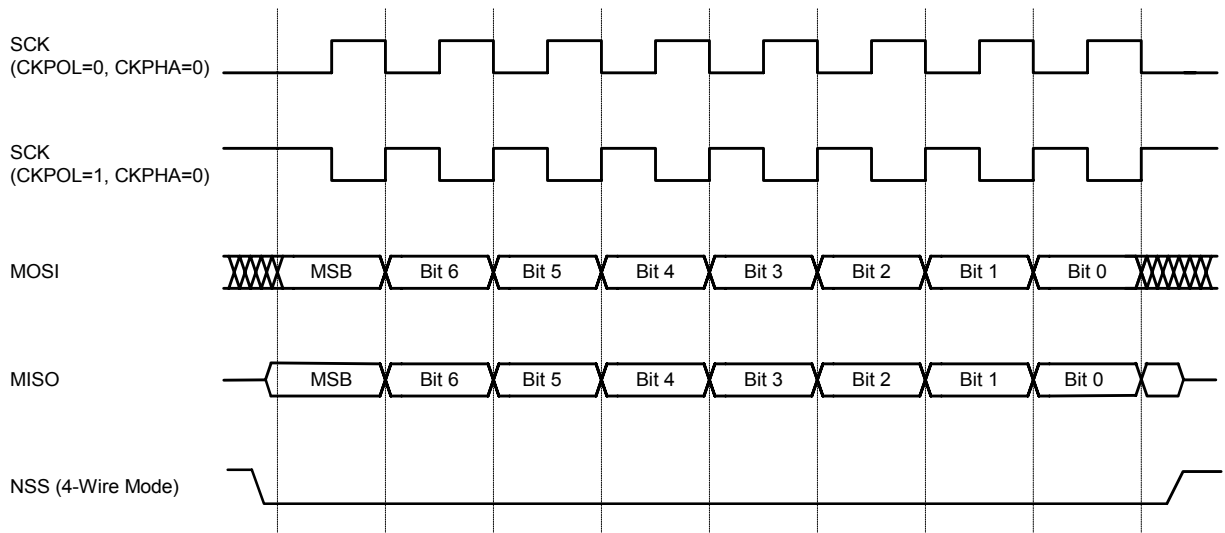 SCK
(CKPOL=0, CKPHA=0)
SCK
(CKPOL=1, CKPHA=0)
MOSI
MSB
Bit 6
Bit 5
Bit 4
Bit 3
Bit 2
Bit 1
Bit 0
MISO
MSB
Bit 6
Bit 5
Bit 4
Bit 3
Bit 2
Bit 1
Bit 0
NSS (4-Wire Mode)